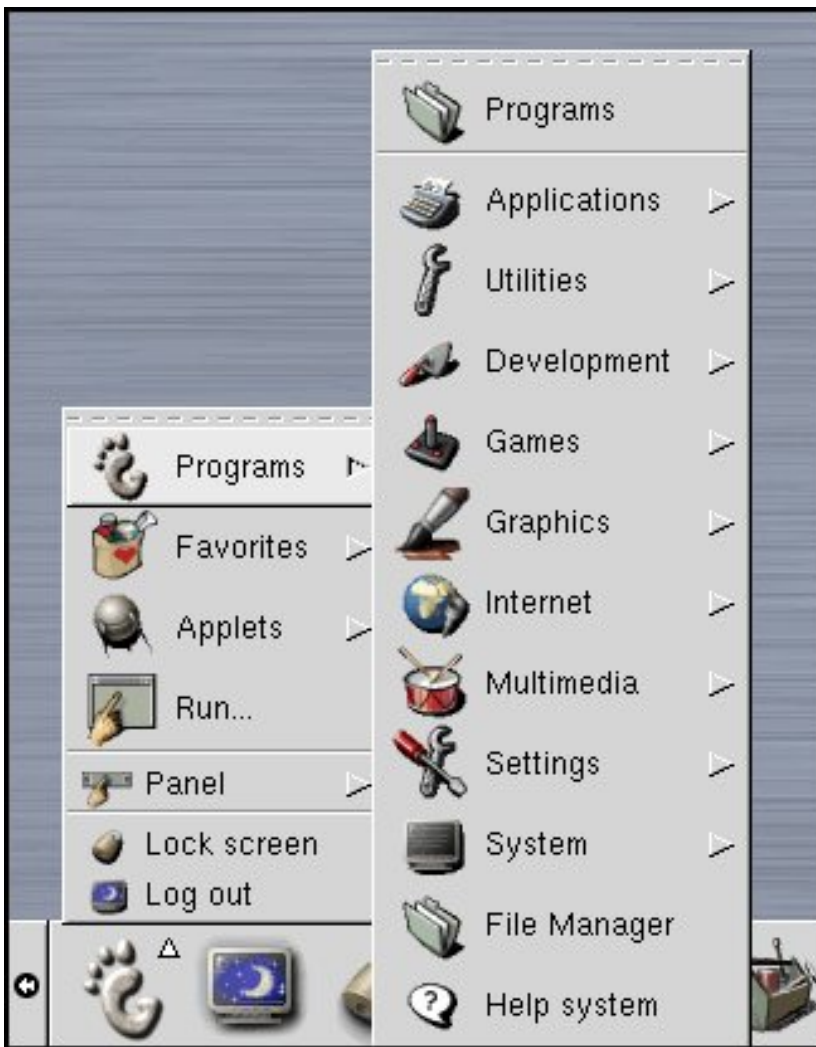 Programs
Favorites
Applets
Run...
Panel
Lock screen
Log out
Programs
Applications
Utilities
Development
Games
Graphics
Internet
Multimedia
Settings
System
File Manager
Help system